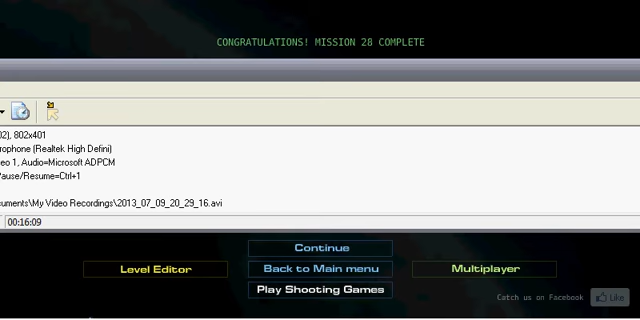 CONGRATULATIONS! MISSION 28 COMPLETE
02), 802x401
rophone (Realtek High Defini)
eo 1, Audio=Microsoft ADPCM
Pause/Resume=Ctrl+1
cuments\My Video Recordings\2013_07_09_20_29_16.avi
00:16:09
Continue
Level Editor
Back to Main menu
Multiplayer
Play Shooting Games
Catch us on Facebook
Like